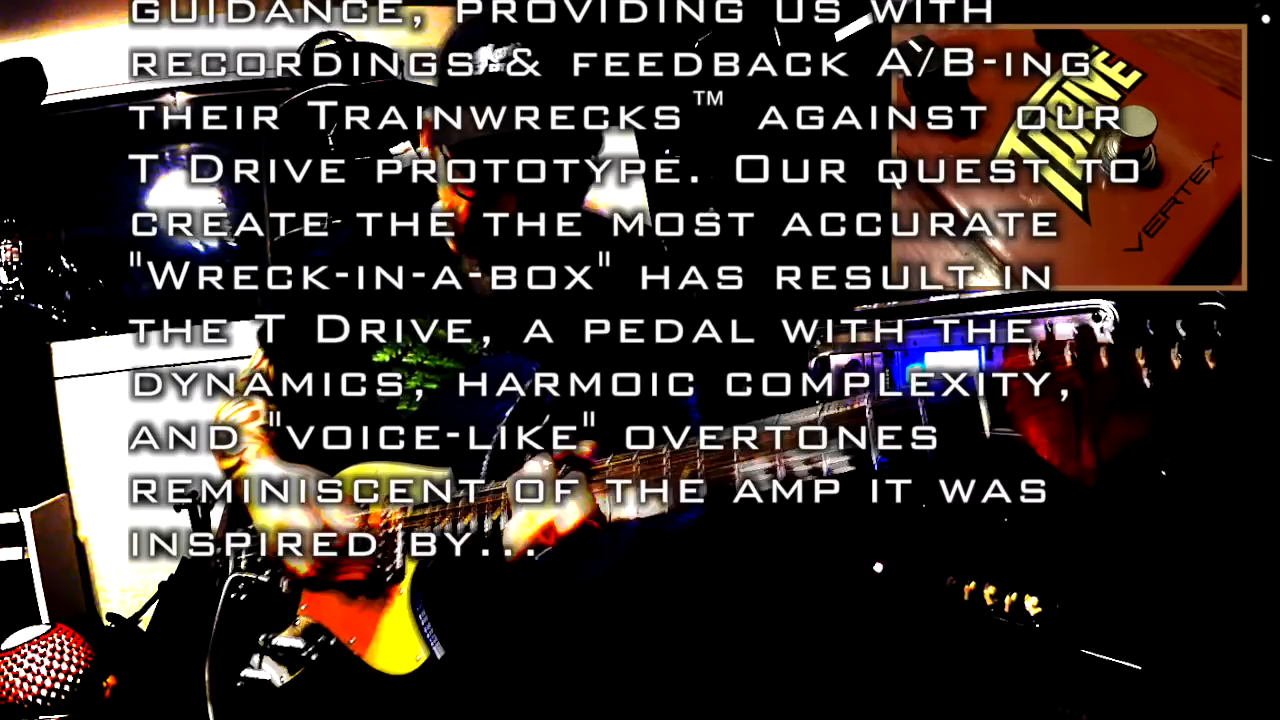 GUIDANCE, PROVIDING US WITH
RECORDINGS & FEEDBACK A/B-ING
THEIR TRAINWRECKS™ AGAINST OUR
T DRIVE PROTOTYPE. OUR QUEST TO
CREATE THE THE MOST ACCURATE
"WRECK-IN-A-BOX" HAS RESULT IN
THE T DRIVE, A PEDAL WITH THE
DYNAMICS, HARMOIC COMPLEXITY,
AND "VOICE-LIKE" OVERTONES
REMINISCENT OF THE AMP IT WAS
INSPIRED BY...
T DRIVE
VERTEX